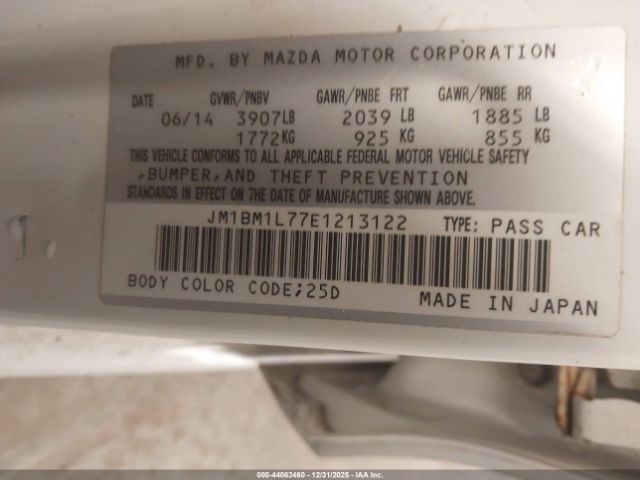 MFD. BY MAZDA MOTOR CORPORATION
DATE GVWR/PNBV GAWR/PNBE FRT GAWR/PNBE RR
06/14 3907LB 2039 LB 1885 LB
1772KG 925 KG 855 KG
THIS VEHICLE CONFORMS TO ALL APPLICABLE FEDERAL MOTOR VEHICLE SAFETY
,BUMPER,AND THEFT PREVENTION
STANDARDS IN EFFECT ON THE DATE OF MANUFACTURE SHOWN ABOVE.
JM1BM1L77E1213122 TYPE: PASS CAR
BODY COLOR CODE;25D
MADE IN JAPAN
000-44062460 - 12/31/2025 - IAAI - Copart